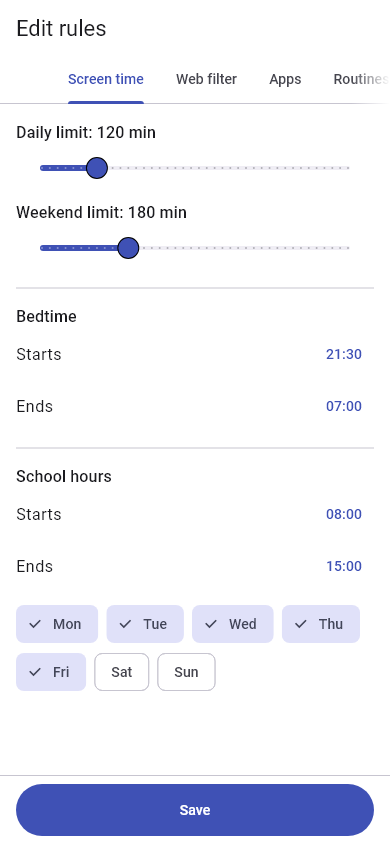 Edit rules
Screen time Web filter Apps Routines
Daily limit: 120 min
Weekend limit: 180 min
Bedtime
Starts 21:30
Ends 07:00
School hours
Starts 08:00
Ends 15:00
Mon Tue Wed Thu
Fri Sat Sun
Save